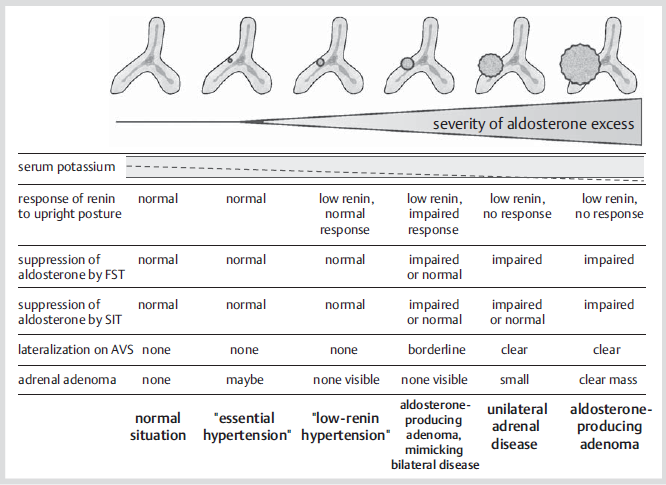 severity of aldosterone excess
serum potassium
response of renin to upright posture
normal
normal
low renin, normal response
low renin, impaired response
low renin, no response
low renin, no response
suppression of aldosterone by FST
normal
normal
normal
impaired or normal
impaired
impaired
suppression of aldosterone by SIT
normal
normal
normal
impaired or normal
impaired or normal
impaired
lateralization on AVS
none
none
none
borderline
clear
clear
adrenal adenoma
none
maybe
none visible
none visible
small
clear mass
normal situation
"essential hypertension"
"low-renin hypertension"
aldosterone-producing adenoma, mimicking bilateral disease
unilateral adrenal disease
aldosterone-producing adenoma